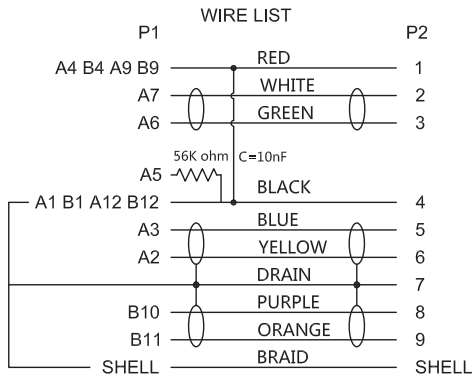 WIRE LIST
P1 P2
A4 B4 A9 B9 RED 1
A7 WHITE 2
A6 GREEN 3
A5 56K ohm C=10nF
A1 B1 A12 B12 BLACK 4
A3 BLUE 5
A2 YELLOW 6
DRAIN 7
B10 PURPLE 8
B11 ORANGE 9
SHELL BRAID SHELL